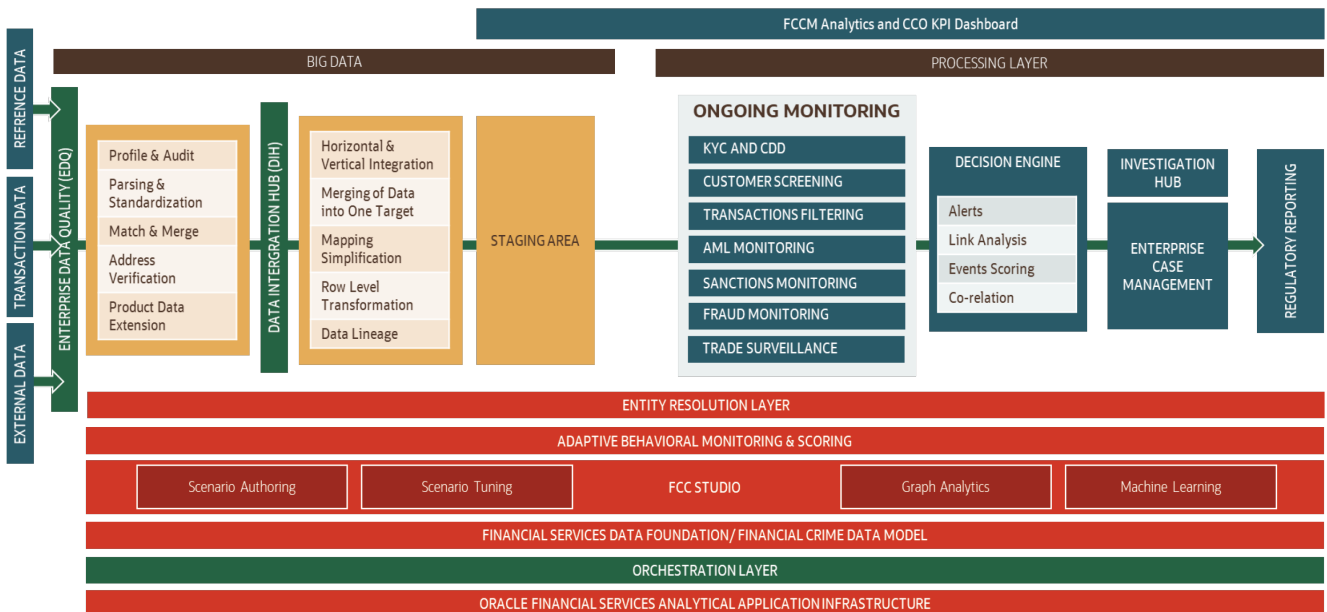 FCCM Analytics and CCO KPI Dashboard
BIG DATA
PROCESSING LAYER
REFRENCE DATA
TRANSACTION DATA
EXTERNAL DATA
ENTERPRISE DATA QUALITY (EDQ)
Profile & Audit
Parsing &
Standardization
Match & Merge
Address
Verification
Product Data
Extension
DATA INTERGRATION HUB (DIH)
Horizontal &
Vertical Integration
Merging of Data
into One Target
Mapping
Simplification
Row Level
Transformation
Data Lineage
STAGING AREA
ONGOING MONITORING
KYC AND CDD
CUSTOMER SCREENING
TRANSACTIONS FILTERING
AML MONITORING
SANCTIONS MONITORING
FRAUD MONITORING
TRADE SURVEILLANCE
DECISION ENGINE
Alerts
Link Analysis
Events Scoring
Co-relation
INVESTIGATION
HUB
ENTERPRISE
CASE
MANAGEMENT
REGULATORY REPORTING
ENTITY RESOLUTION LAYER
ADAPTIVE BEHAVIORAL MONITORING & SCORING
Scenario Authoring
Scenario Tuning
FCC STUDIO
Graph Analytics
Machine Learning
FINANCIAL SERVICES DATA FOUNDATION/ FINANCIAL CRIME DATA MODEL
ORCHESTRATION LAYER
ORACLE FINANCIAL SERVICES ANALYTICAL APPLICATION INFRASTRUCTURE